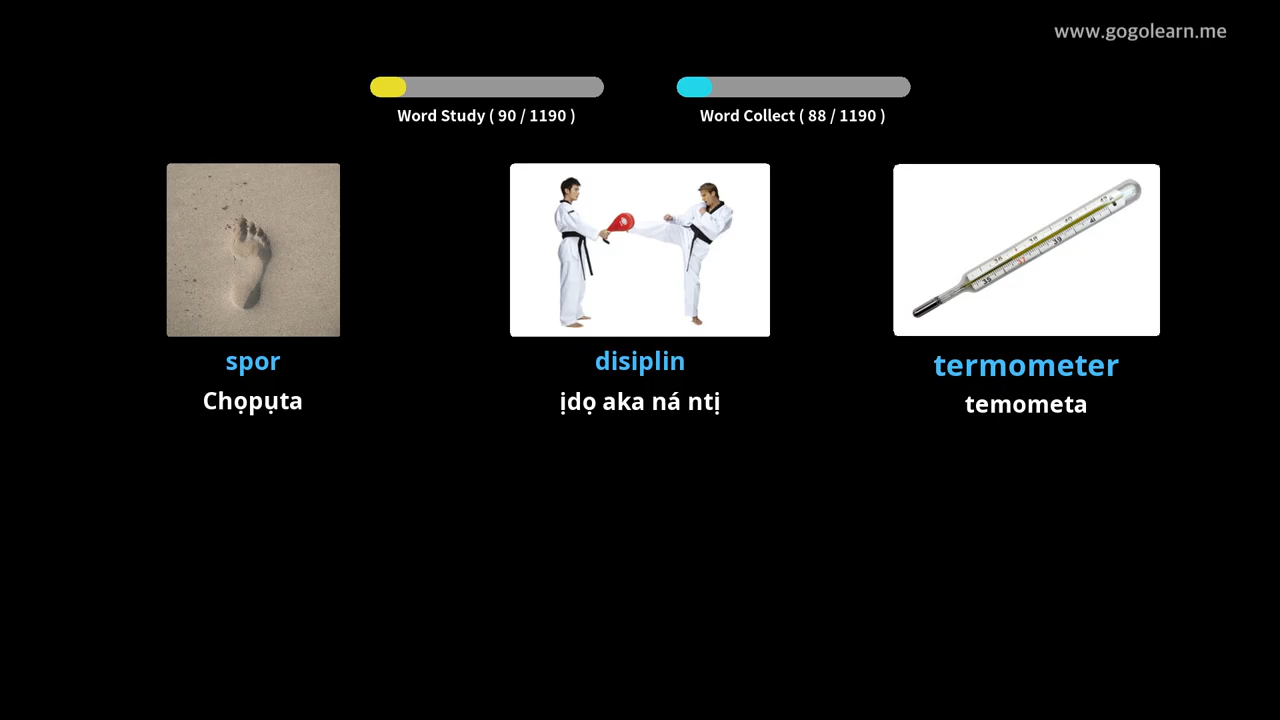 www.gogolearn.me
Word Study ( 90 / 1190 )
Word Collect ( 88 / 1190 )
spor
Chọpụta
disiplin
ịdọ aka ná ntị
termometer
temometa